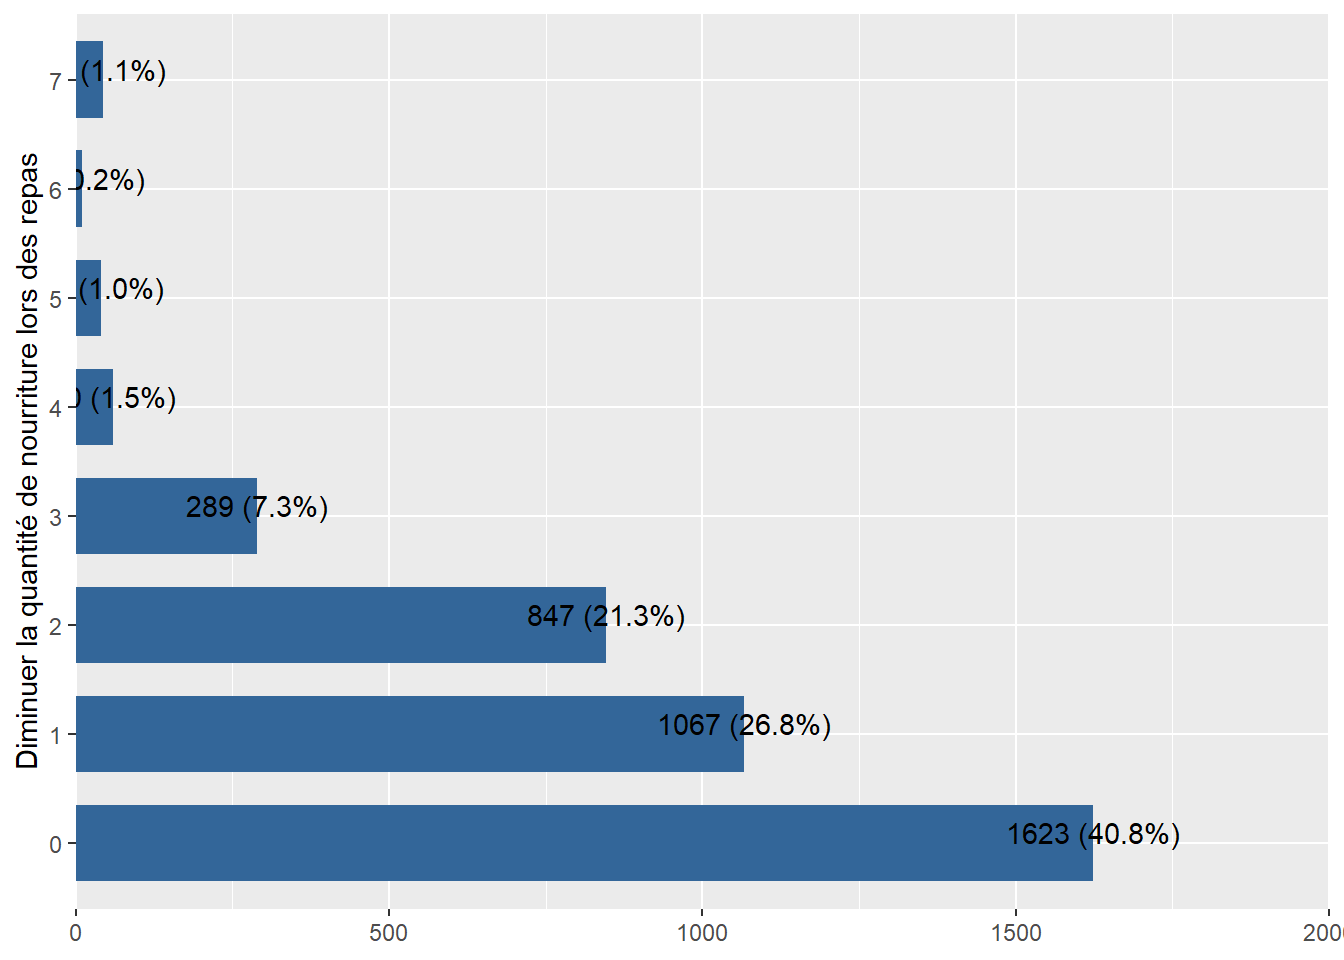 Diminuer la quantité de nourriture lors des repas
7 (1.1%)
6 0.2%)
5 (1.0%)
4 0 (1.5%)
3 289 (7.3%)
2 847 (21.3%)
1 1067 (26.8%)
0 1623 (40.8%)
0 500 1000 1500